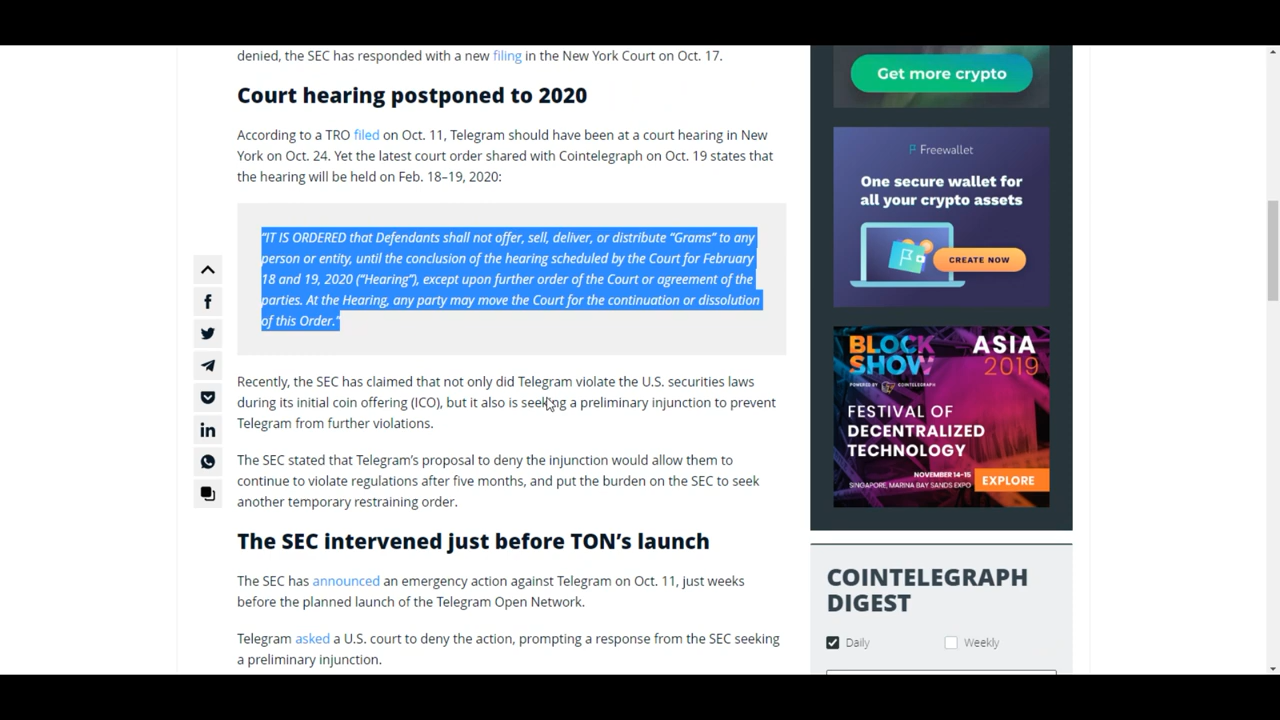 denied, the SEC has responded with a new filing in the New York Court on Oct. 17.
Court hearing postponed to 2020
According to a TRO filed on Oct. 11, Telegram should have been at a court hearing in New
York on Oct. 24. Yet the latest court order shared with Cointelegraph on Oct. 19 states that
the hearing will be held on Feb. 18–19, 2020:
“IT IS ORDERED that Defendants shall not offer, sell, deliver, or distribute “Grams” to any
person or entity, until the conclusion of the hearing scheduled by the Court for February
18 and 19, 2020 (“Hearing”), except upon further order of the Court or agreement of the
parties. At the Hearing, any party may move the Court for the continuation or dissolution
of this Order.”
Recently, the SEC has claimed that not only did Telegram violate the U.S. securities laws
during its initial coin offering (ICO), but it also is seeking a preliminary injunction to prevent
Telegram from further violations.
The SEC stated that Telegram’s proposal to deny the injunction would allow them to
continue to violate regulations after five months, and put the burden on the SEC to seek
another temporary restraining order.
The SEC intervened just before TON’s launch
The SEC has announced an emergency action against Telegram on Oct. 11, just weeks
before the planned launch of the Telegram Open Network.
Telegram asked a U.S. court to deny the action, prompting a response from the SEC seeking
a preliminary injunction.
Get more crypto
Freewallet
One secure wallet for
all your crypto assets
CREATE NOW
BLOCK
SHOW
POWERED BY COINTELEGRAPH
ASIA
2019
FESTIVAL OF
DECENTRALIZED
TECHNOLOGY
NOVEMBER 14-15
SINGAPORE, MARINA BAY SANDS EXPO
EXPLORE
COINTELEGRAPH
DIGEST
Daily
Weekly